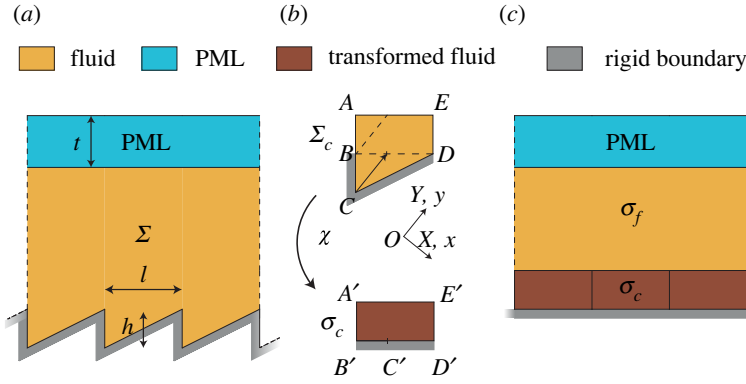 (a)
(b)
(c)
fluid
PML
transformed fluid
rigid boundary
t
PML
Σ
l
h
A
E
Σc
B
D
C
Y, y
O
X, x
χ
A′
E′
σc
B′
C′
D′
PML
σf
σc